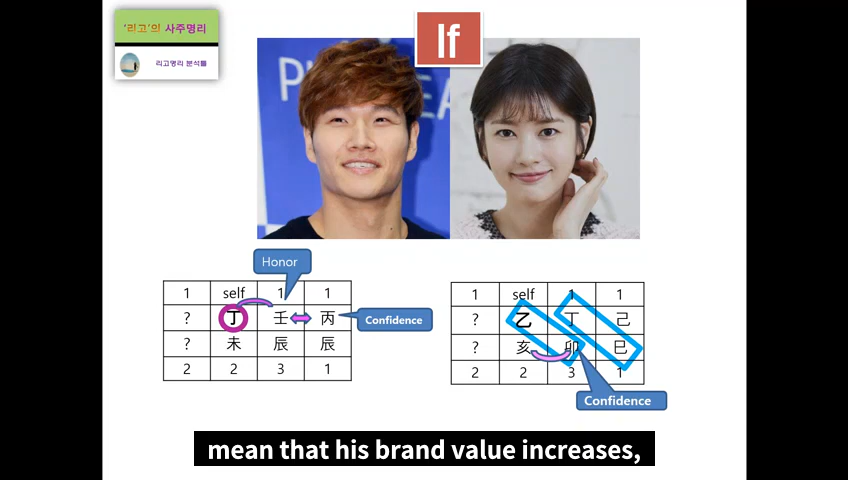 '리고'의 사주명리
리고명리 분석틀
If
Honor
1 self 1 1
? 丁 壬 丙
? 未 辰 辰
2 2 3 1
Confidence
1 self 1 1
? 乙 丁 己
? 亥 卯 巳
2 2 3 1
Confidence
mean that his brand value increases,